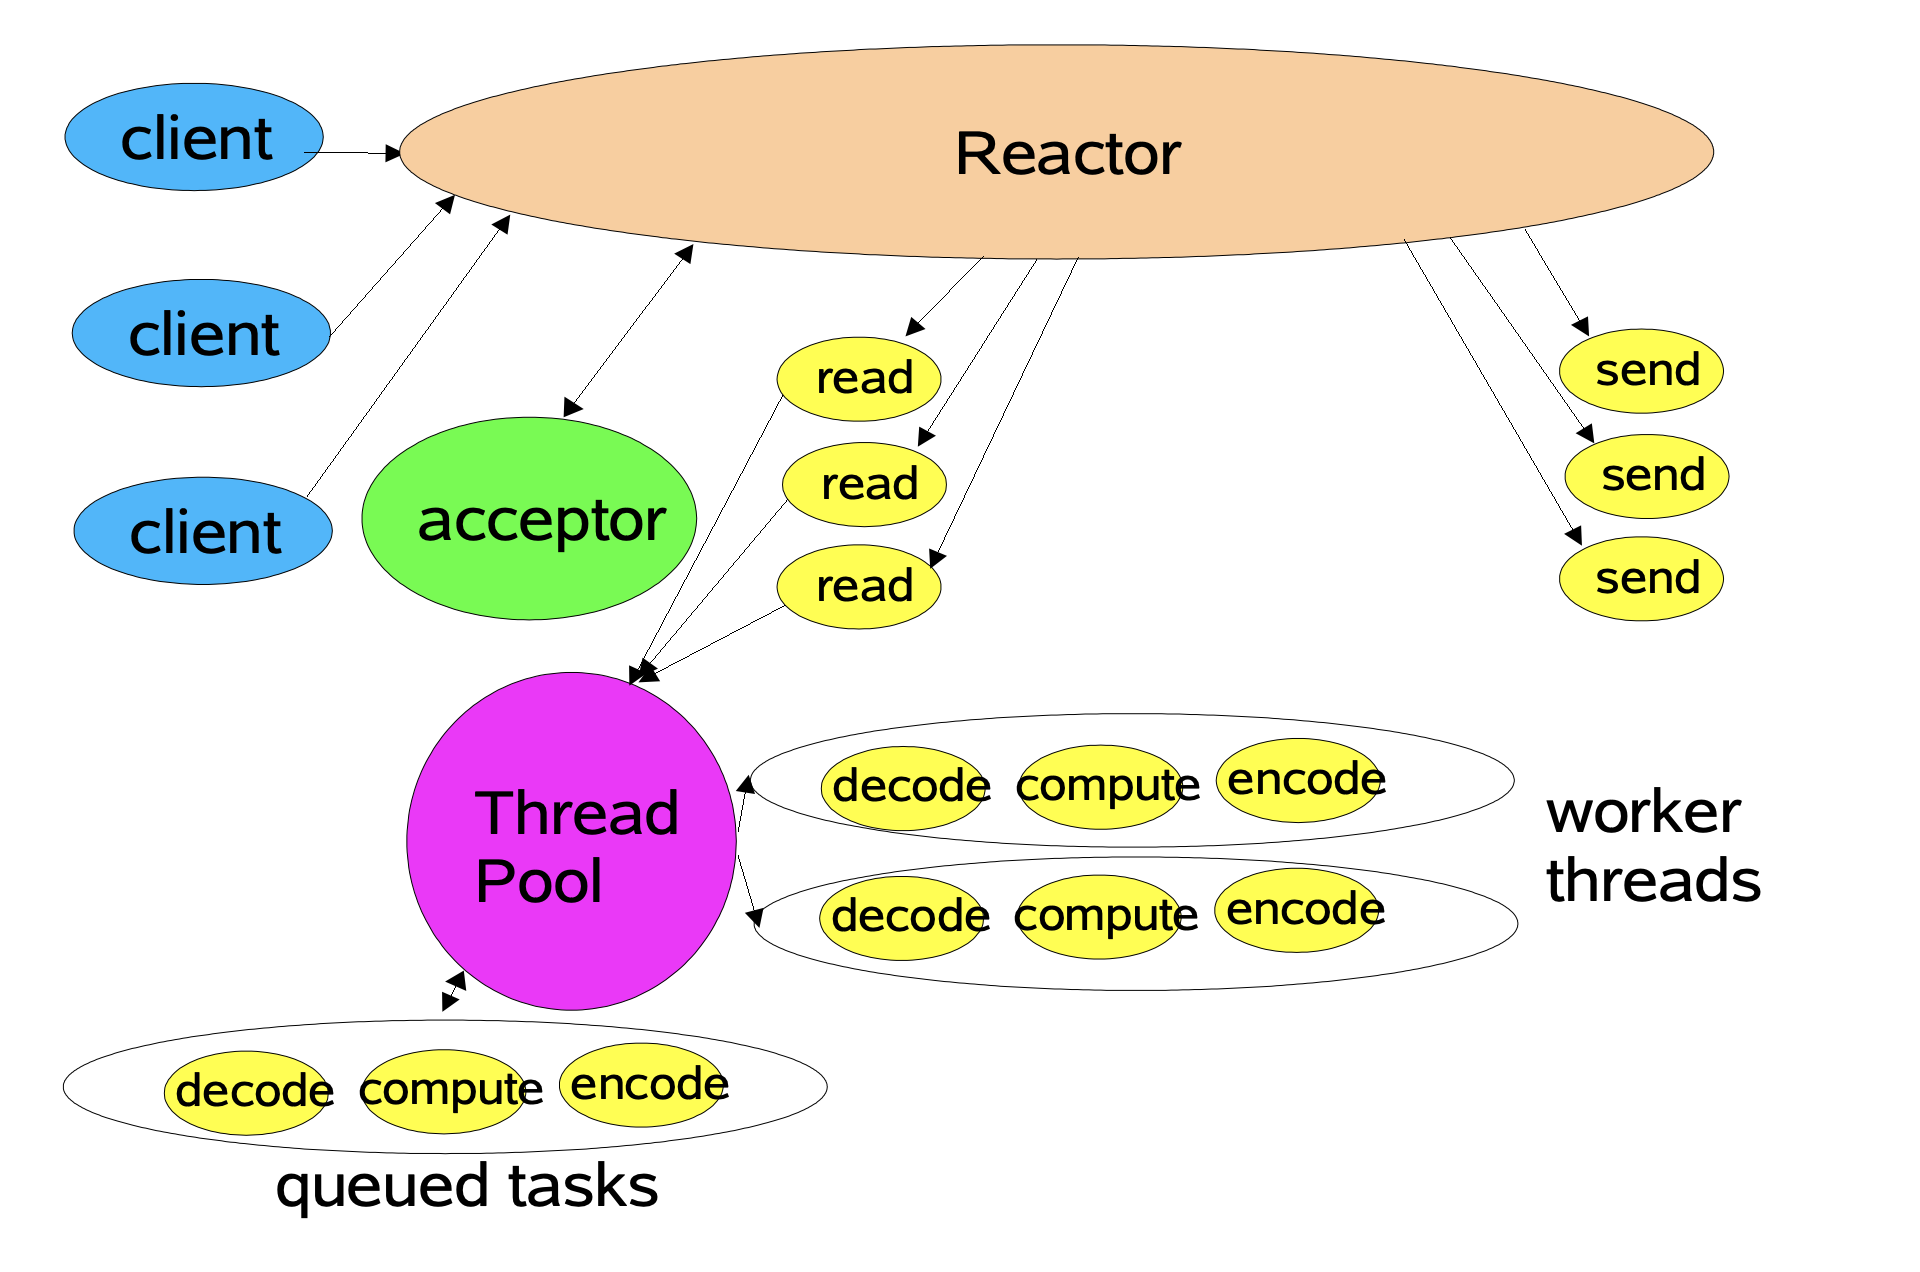 client
Reactor
client
client
acceptor
read
read
read
send
send
send
Thread
Pool
decode compute encode
decode compute encode
worker
threads
decode compute encode
queued tasks